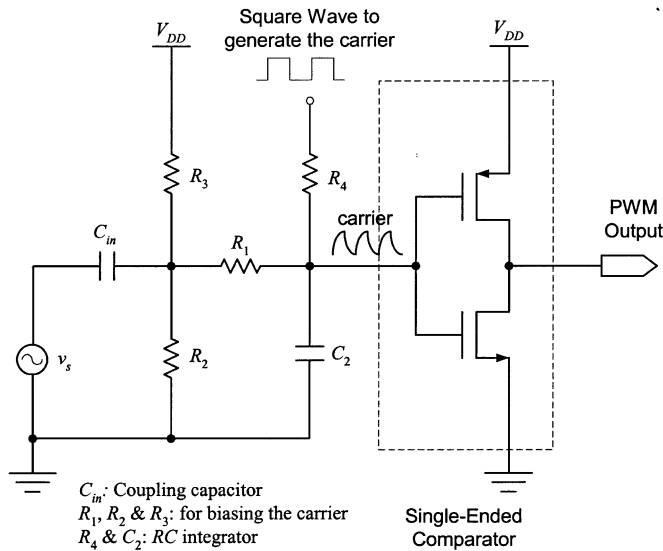 Square Wave to
generate the carrier
V_DD
V_DD
R_3
R_4
carrier
PWM
Output
C_in
R_1
v_s
R_2
C_2
C_in: Coupling capacitor
R_1, R_2 & R_3: for biasing the carrier
R_4 & C_2: RC integrator
Single-Ended
Comparator